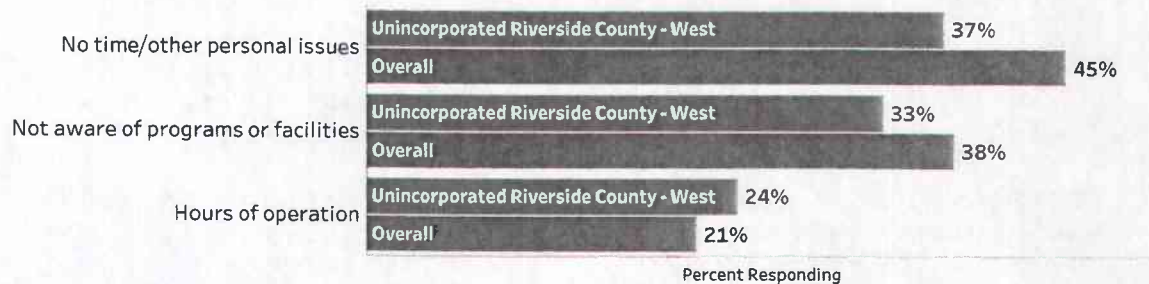 No time/other personal issues
Unincorporated Riverside County - West 37%
Overall 45%
Not aware of programs or facilities
Unincorporated Riverside County - West 33%
Overall 38%
Hours of operation
Unincorporated Riverside County - West 24%
Overall 21%
Percent Responding